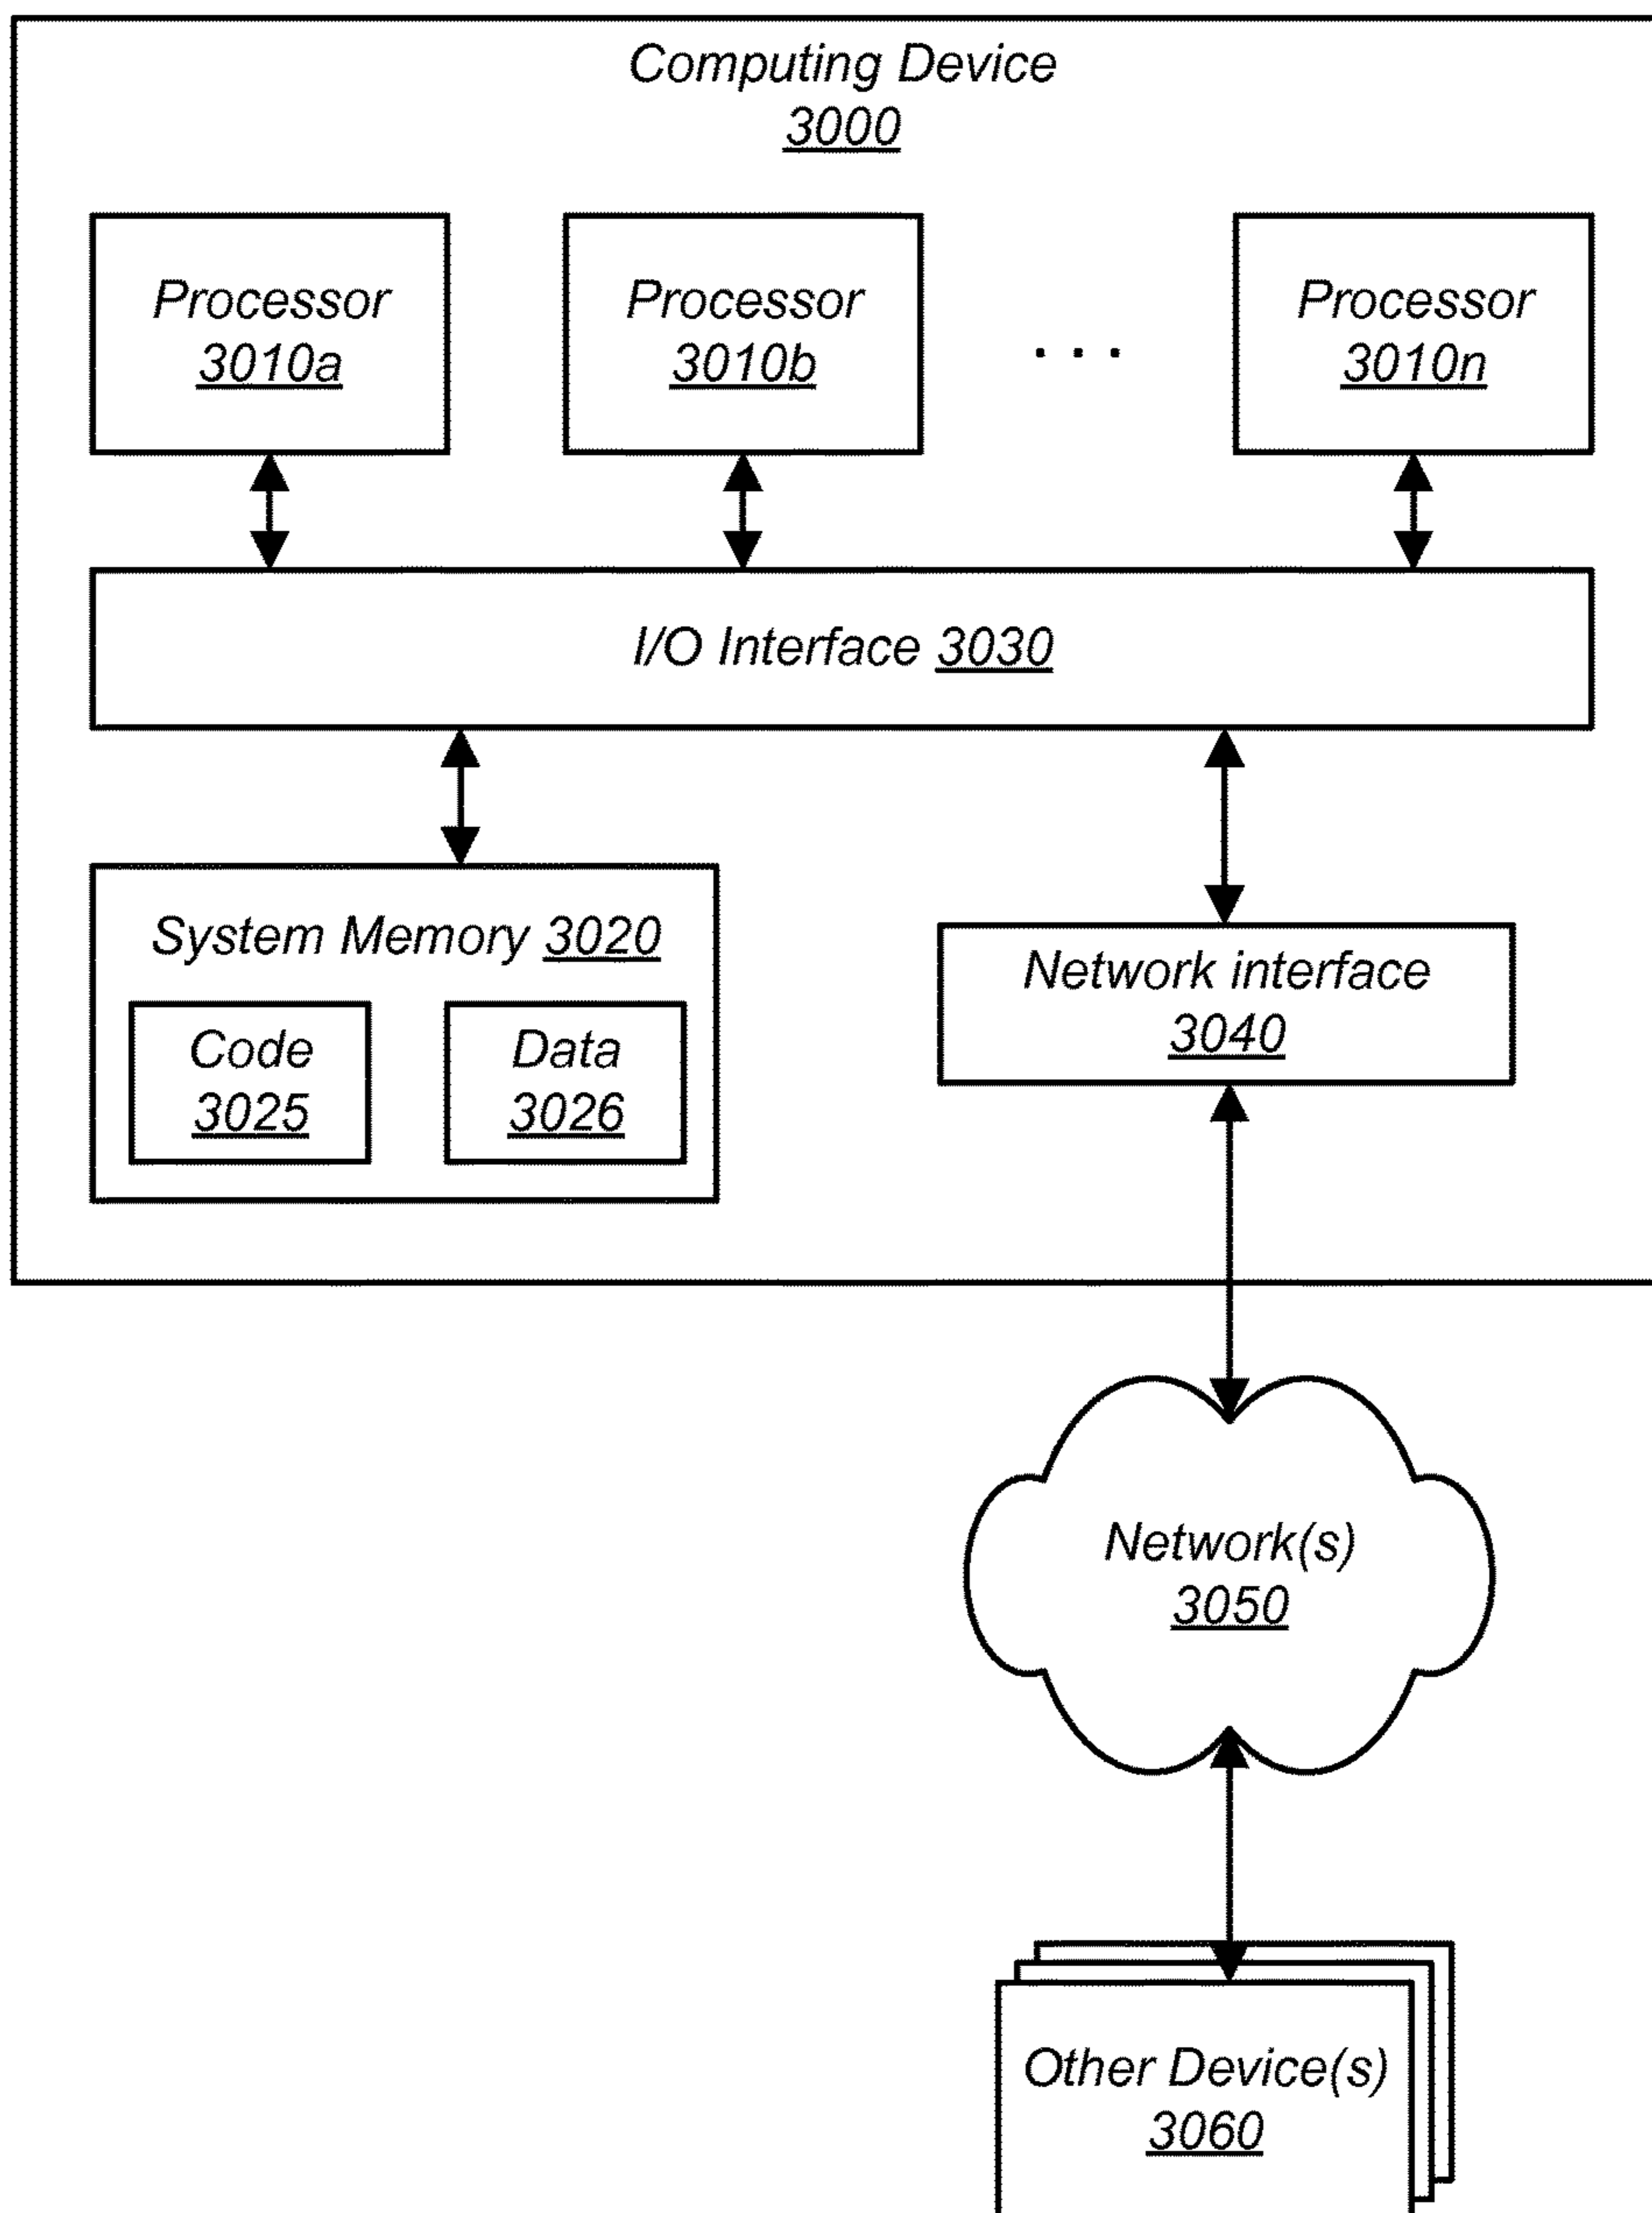 Computing Device
3000
Processor
3010a
Processor
3010b
. . .
Processor
3010n
I/O Interface 3030
System Memory 3020
Code
3025
Data
3026
Network interface
3040
Network(s)
3050
Other Device(s)
3060